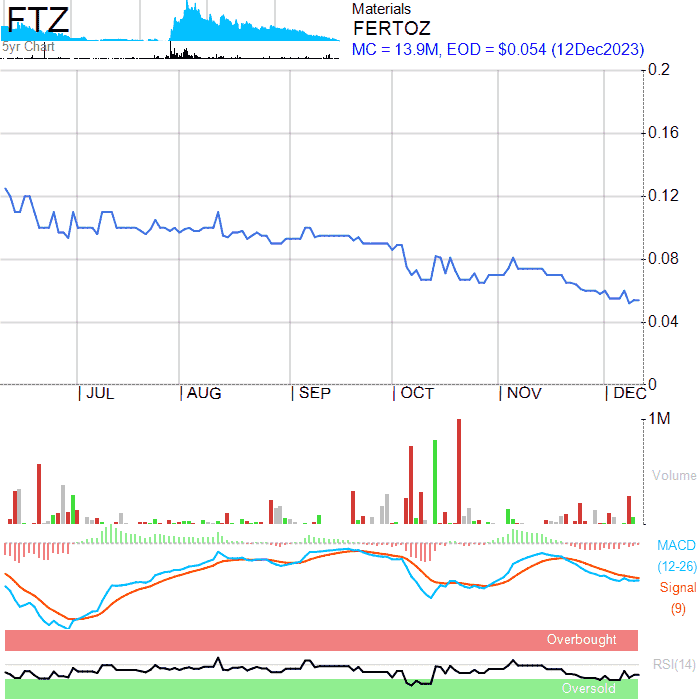 FTZ
5yr Chart
Materials
FERTOZ
MC = 13.9M, EOD = $0.054 (12Dec2023)
0.2
0.16
0.12
0.08
0.04
0
| JUL | AUG | SEP | OCT | NOV | DEC
1M
Volume
MACD
(12-26)
Signal
(9)
Overbought
RSI(14)
Oversold